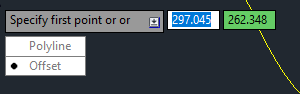 Specify first point or or 297.045 262.348
Polyline
Offset